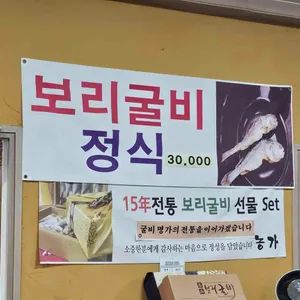 보리굴비
정식 30,000
15年전통 보리굴비 선물 Set
굴비 명가의 전통을 이어가겠습니다
소중한분께 감사하는 마음으로 정성을 담았습니다
농가
굴비